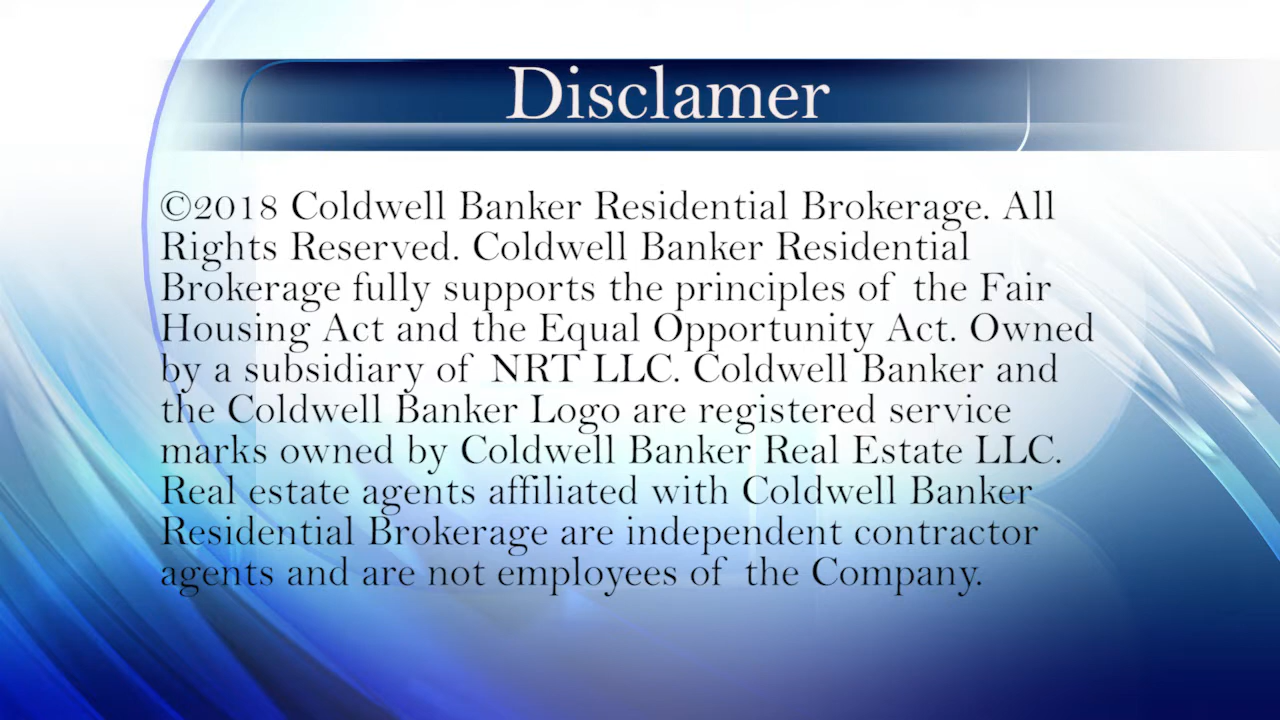 Disclamer
©2018 Coldwell Banker Residential Brokerage. All
Rights Reserved. Coldwell Banker Residential
Brokerage fully supports the principles of the Fair
Housing Act and the Equal Opportunity Act. Owned
by a subsidiary of NRT LLC. Coldwell Banker and
the Coldwell Banker Logo are registered service
marks owned by Coldwell Banker Real Estate LLC.
Real estate agents affiliated with Coldwell Banker
Residential Brokerage are independent contractor
agents and are not employees of the Company.